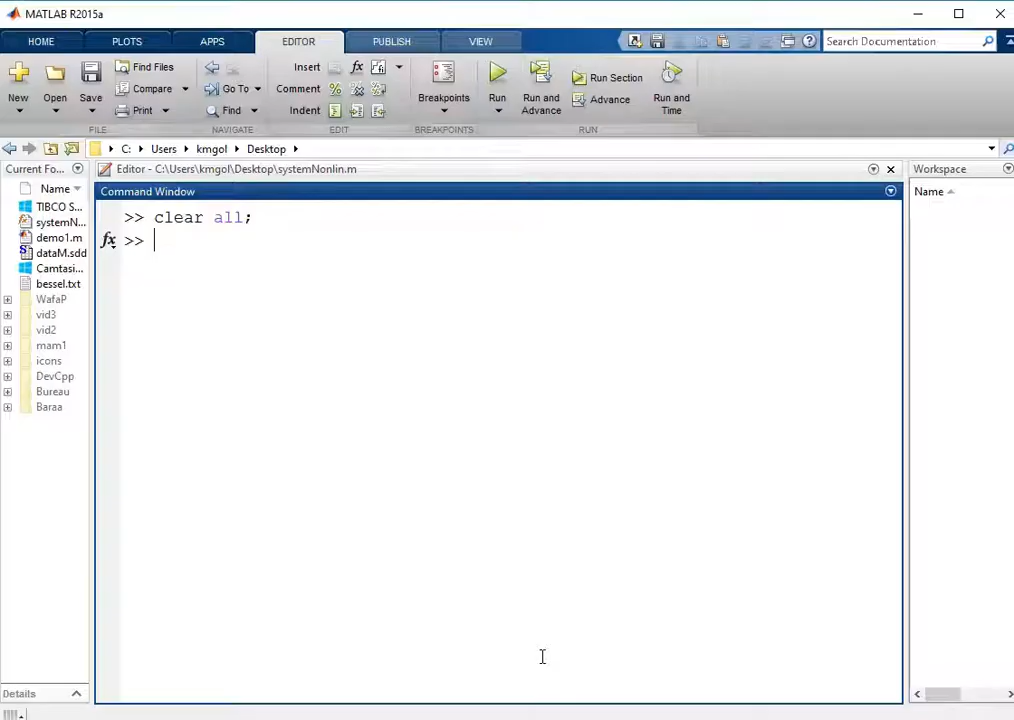 MATLAB R2015a
HOME PLOTS APPS EDITOR PUBLISH VIEW
Search Documentation
New Open Save Find Files Compare Print
Go To Find
Insert fx
Comment %
Indent
Breakpoints
Run Run and Advance Run Section Advance Run and Time
FILE NAVIGATE EDIT BREAKPOINTS RUN
C: Users kmgol Desktop
Current Fo... Editor - C:\Users\kmgol\Desktop\systemNonlin.m Workspace
Name Command Window Name
TIBCO S...
systemN...
demo1.m
dataM.sdd
Camtasi...
bessel.txt
WafaP
vid3
vid2
mam1
icons
DevCpp
Bureau
Baraa
>> clear all;
fx >>
Details